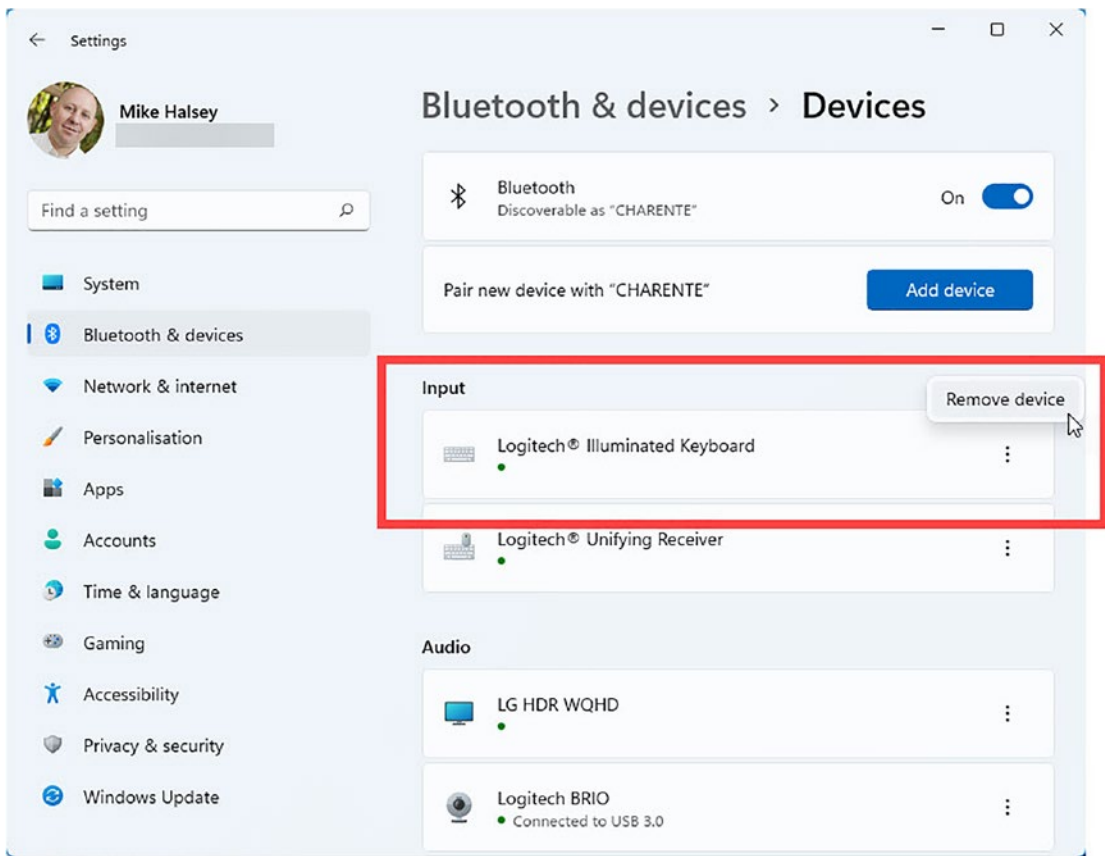 Settings
Mike Halsey
Find a setting
System
Bluetooth & devices
Network & internet
Personalisation
Apps
Accounts
Time & language
Gaming
Accessibility
Privacy & security
Windows Update
Bluetooth & devices > Devices
Bluetooth
Discoverable as "CHARENTE"
On
Pair new device with "CHARENTE"
Add device
Input
Remove device
Logitech® Illuminated Keyboard
Logitech® Unifying Receiver
Audio
LG HDR WQHD
Logitech BRIO
Connected to USB 3.0